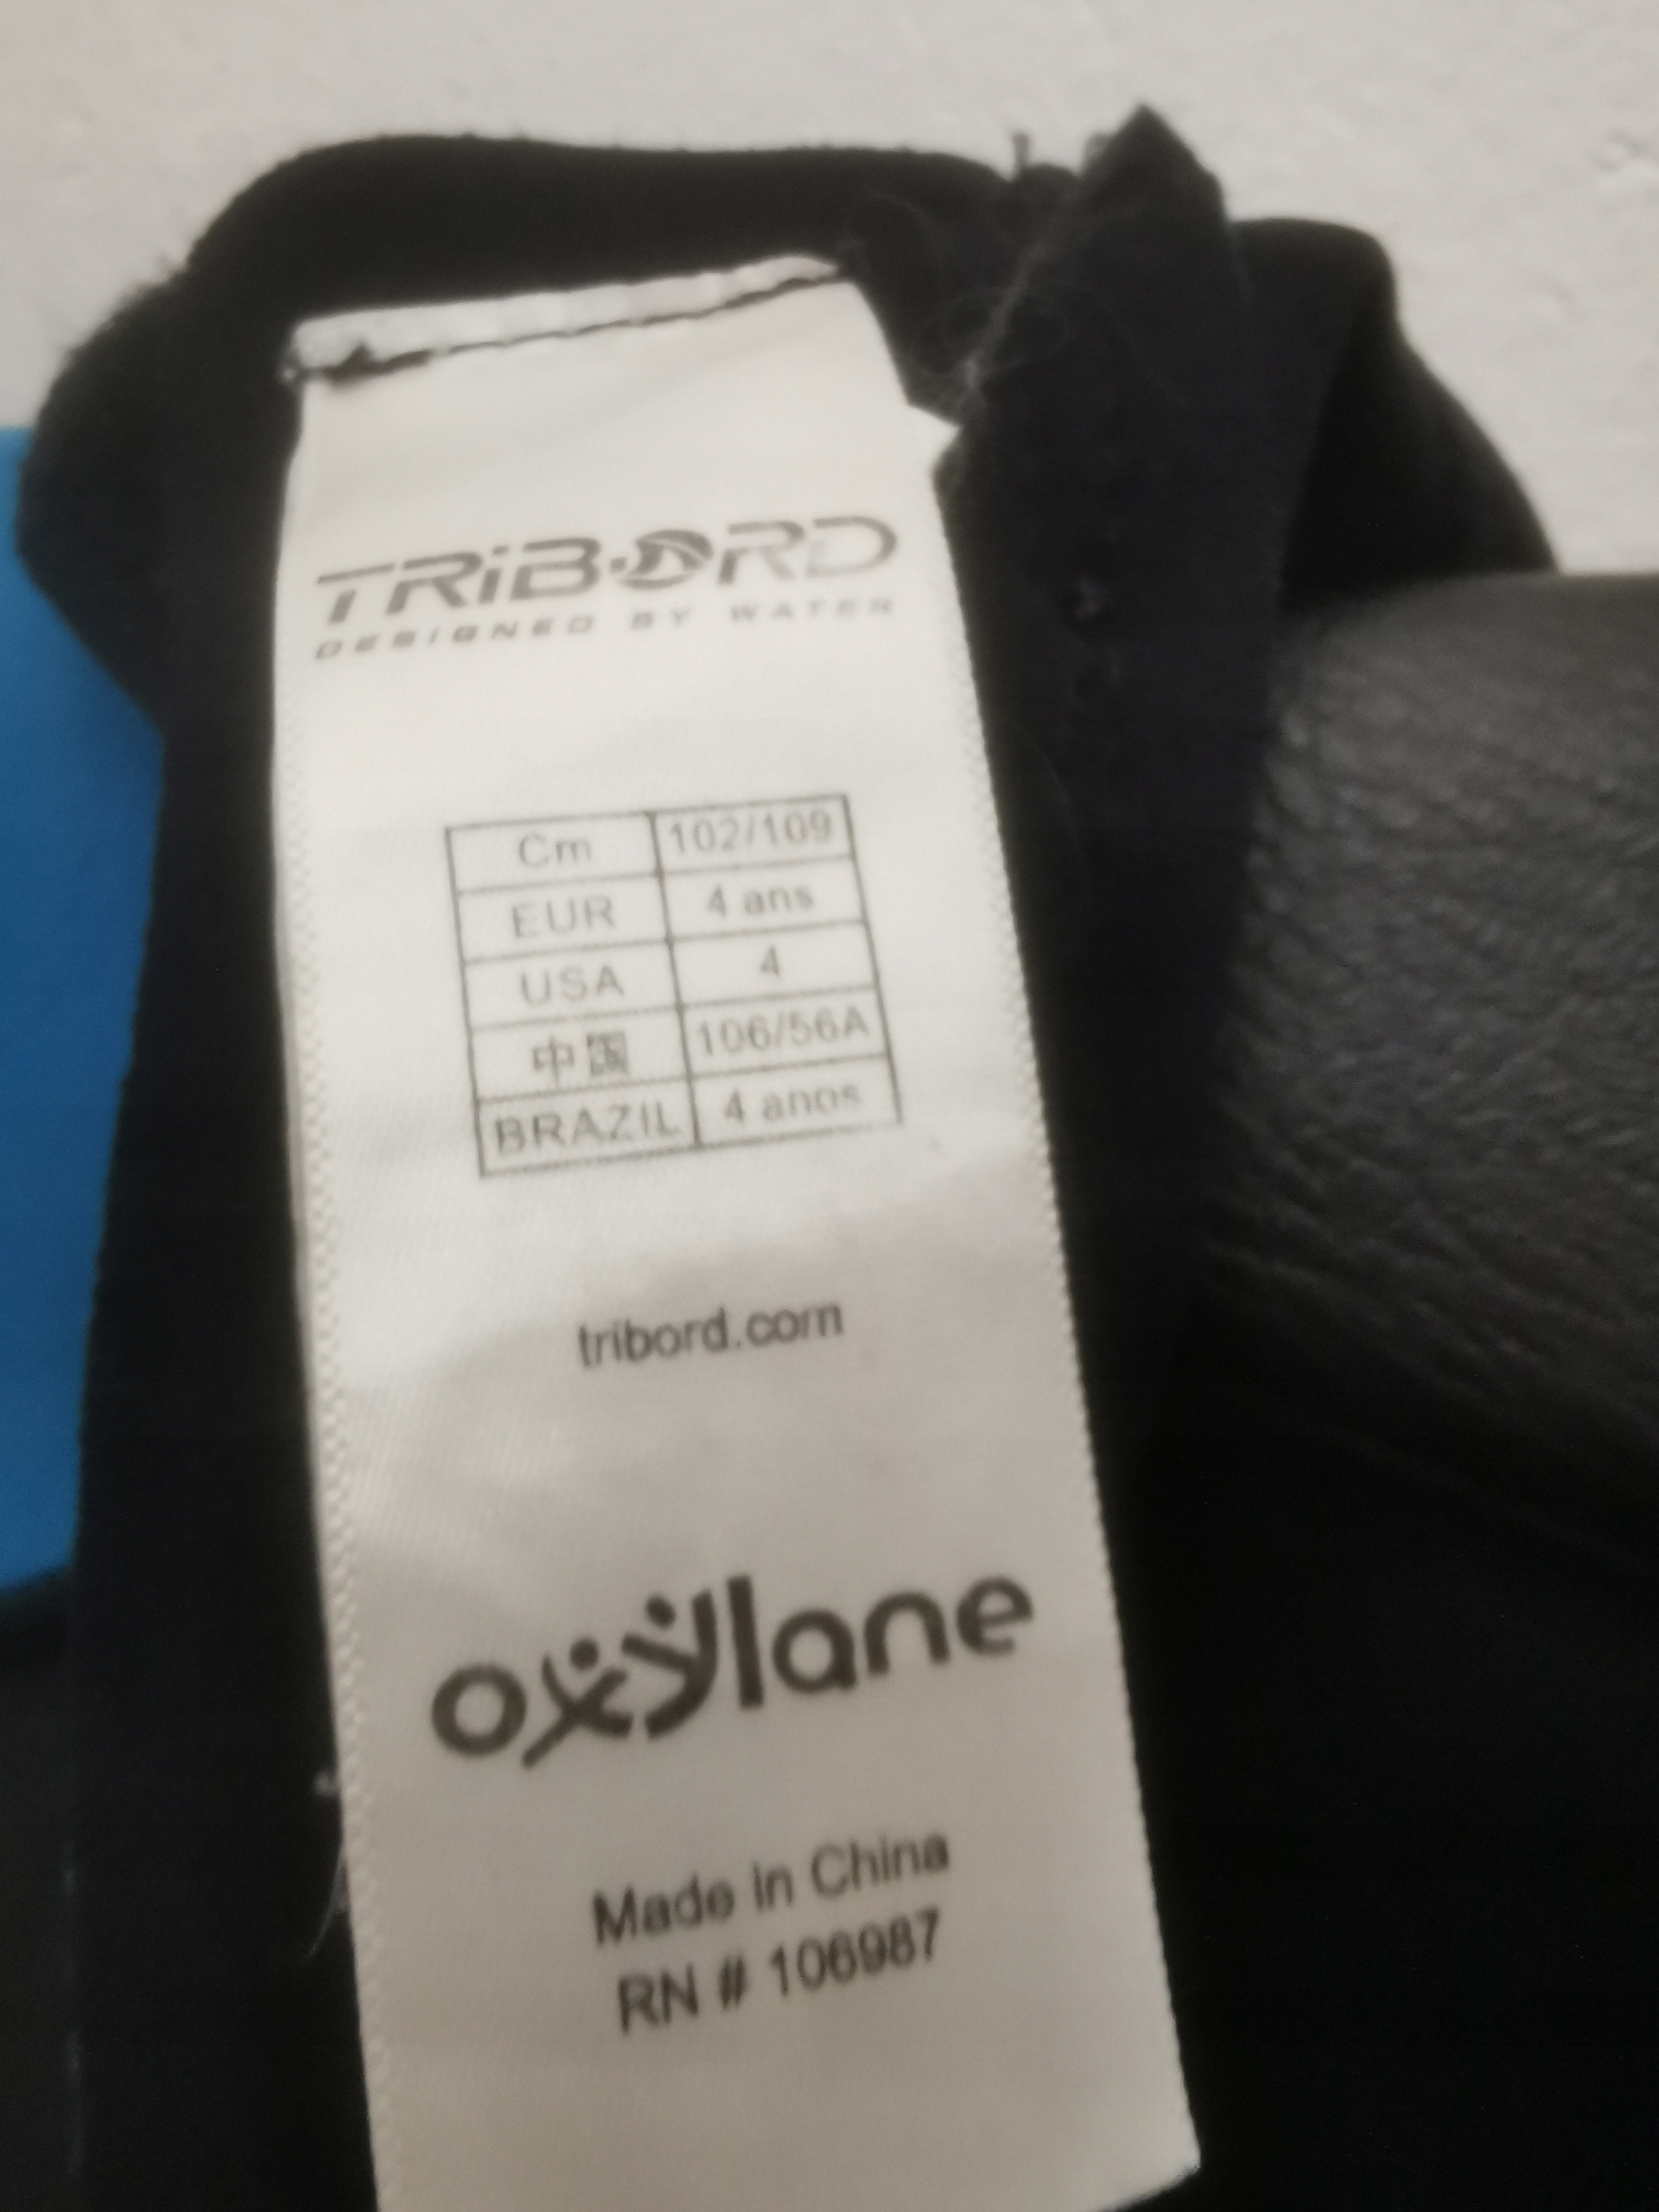 TRiBORD
DESIGNED BY WATER
Cm 102/109
EUR 4 ans
USA 4
中国 106/56A
BRAZIL 4 anos
tribord.com
oxylane
Made in China
RN # 106987